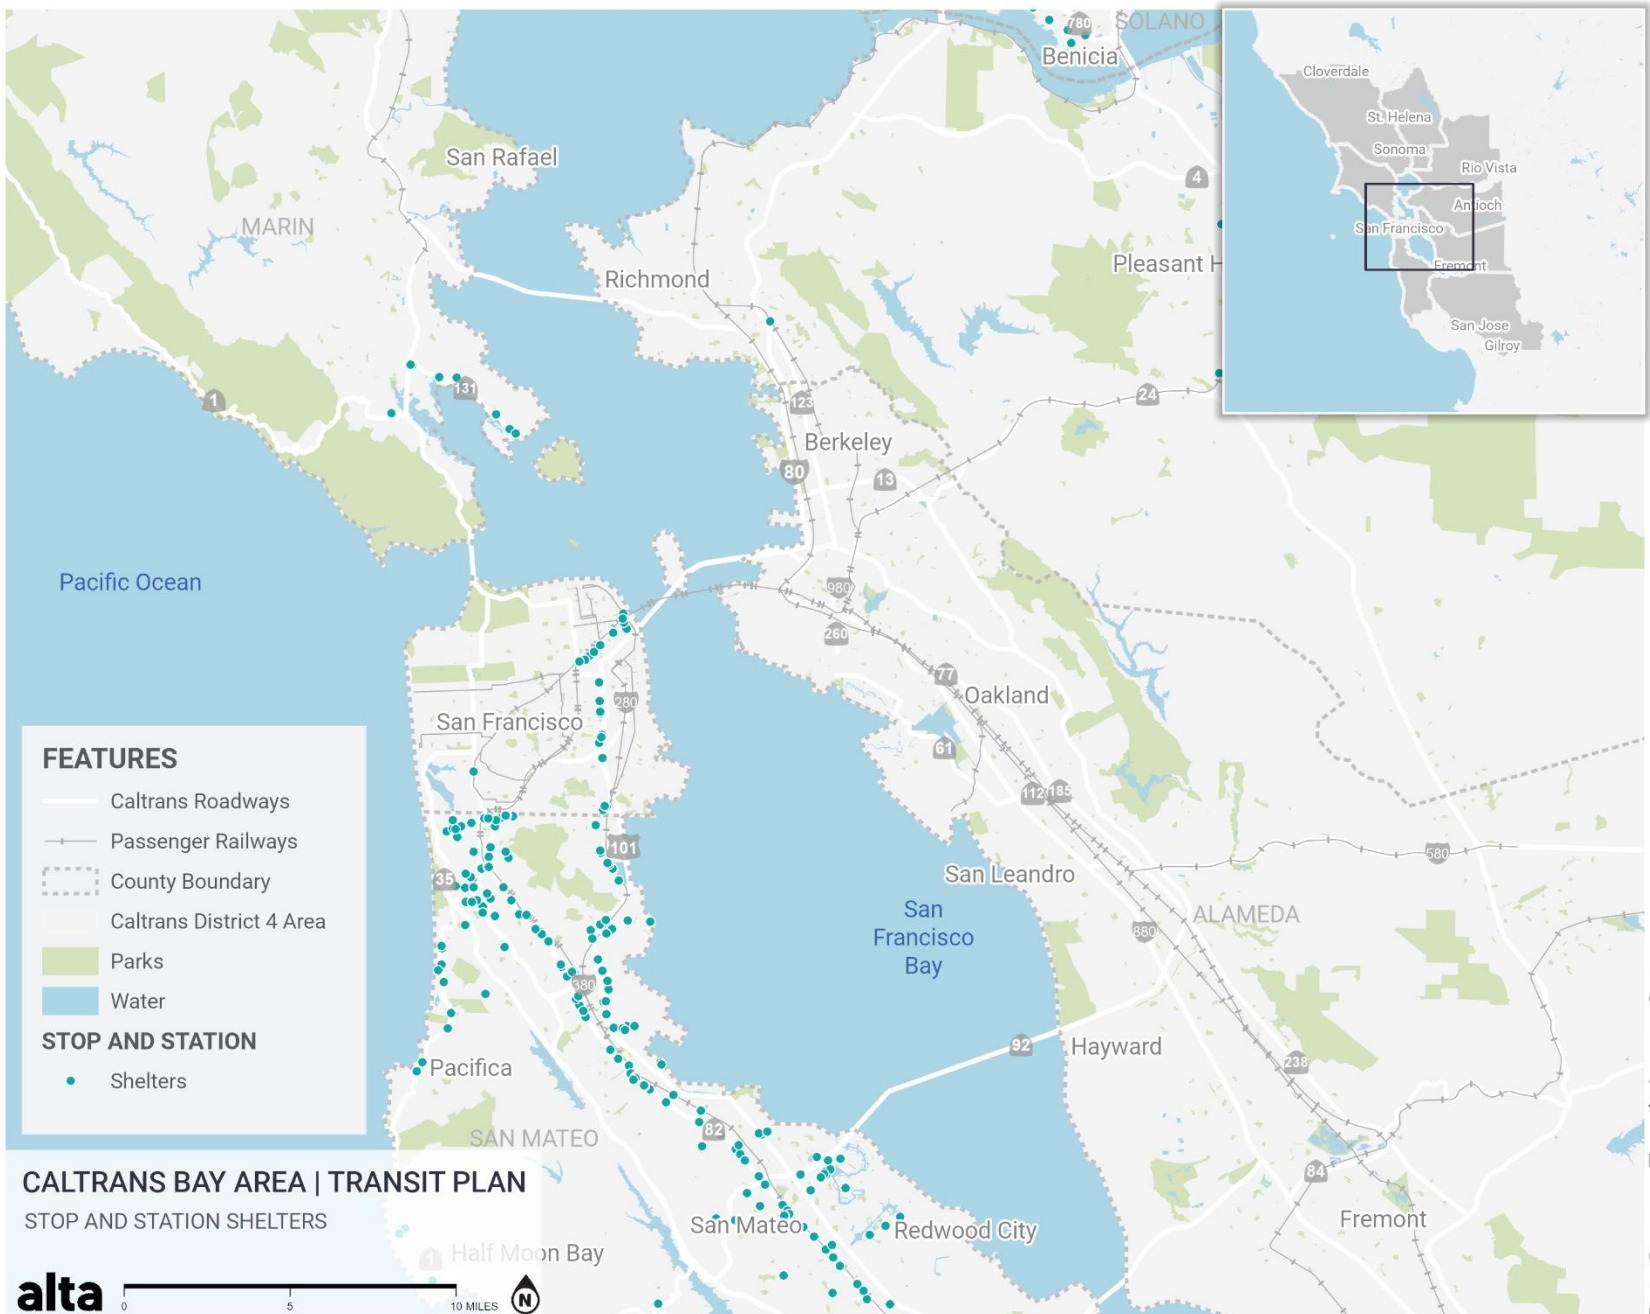 780
SOLANO
Benicia
Cloverdale
St. Helena
Sonoma
Rio Vista
Antioch
San Francisco
Fremont
San Jose
Gilroy
San Rafael
4
MARIN
Richmond
Pleasant H
131
1
123
24
Berkeley
80
13
Pacific Ocean
980
260
77
Oakland
280
San Francisco
61
112
185
FEATURES
Caltrans Roadways
Passenger Railways
County Boundary
Caltrans District 4 Area
Parks
Water
STOP AND STATION
Shelters
101
580
35
San Leandro
San
Francisco
Bay
ALAMEDA
880
380
92
Hayward
238
Pacifica
82
SAN MATEO
84
CALTRANS BAY AREA | TRANSIT PLAN
STOP AND STATION SHELTERS
San Mateo
Redwood City
Fremont
1
Half Moon Bay
alta
0
5
10 MILES
N